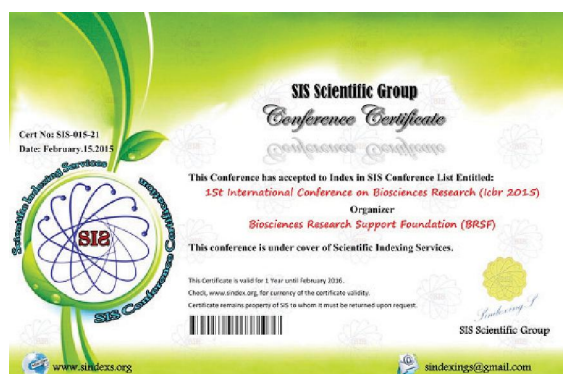 SIS Scientific Group
Conference Certificate
Cert No: SIS-015-21
Date: February.15.2015
This Conference has accepted to Index in SIS Conference List Entitled:
1St International Conference on Biosciences Research (Icbr 2015)
Organizer
Biosciences Research Support Foundation (BRSF)
This conference is under cover of Scientific Indexing Services.
Scientific Indexing Services
SIS
SIS Conference
This Certificate is valid for 1 Year until February 2016.
Check, www.sindex.org, for currency of the certificate validity.
Certificate remains property of SIS to whom it must be returned upon request.
Sindexing.S
SIS Scientific Group
www.sindexs.org
sindexings@gmail.com